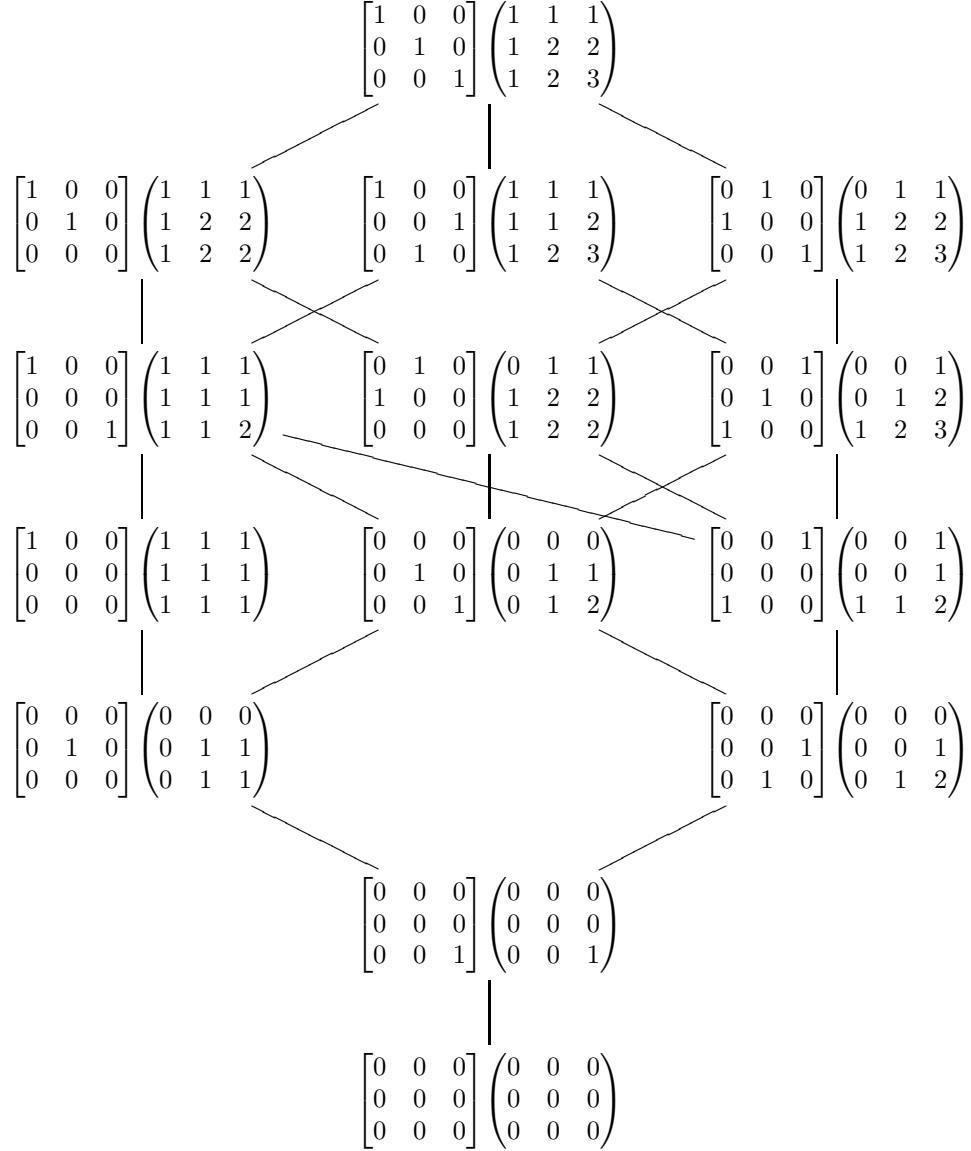 [1 0 0] (1 1 1)
[0 1 0] (1 2 2)
[0 0 1] (1 2 3)
[1 0 0] (1 1 1) [1 0 0] (1 1 1) [0 1 0] (0 1 1)
[0 1 0] (1 2 2) [0 0 1] (1 1 2) [1 0 0] (1 2 2)
[0 0 0] (1 2 2) [0 1 0] (1 2 3) [0 0 1] (1 2 3)
[1 0 0] (1 1 1) [0 1 0] (0 1 1) [0 0 1] (0 0 1)
[0 0 0] (1 1 1) [1 0 0] (1 2 2) [0 1 0] (0 1 2)
[0 0 1] (1 1 2) [0 0 0] (1 2 2) [1 0 0] (1 2 3)
[1 0 0] (1 1 1) [0 0 0] (0 0 0) [0 0 1] (0 0 1)
[0 0 0] (1 1 1) [0 1 0] (0 1 1) [0 0 0] (0 0 1)
[0 0 0] (1 1 1) [0 0 1] (0 1 2) [1 0 0] (1 1 2)
[0 0 0] (0 0 0) [0 0 0] (0 0 0)
[0 1 0] (0 1 1) [0 0 1] (0 0 1)
[0 0 0] (0 1 1) [0 1 0] (0 1 2)
[0 0 0] (0 0 0)
[0 0 0] (0 0 0)
[0 0 1] (0 0 1)
[0 0 0] (0 0 0)
[0 0 0] (0 0 0)
[0 0 0] (0 0 0)